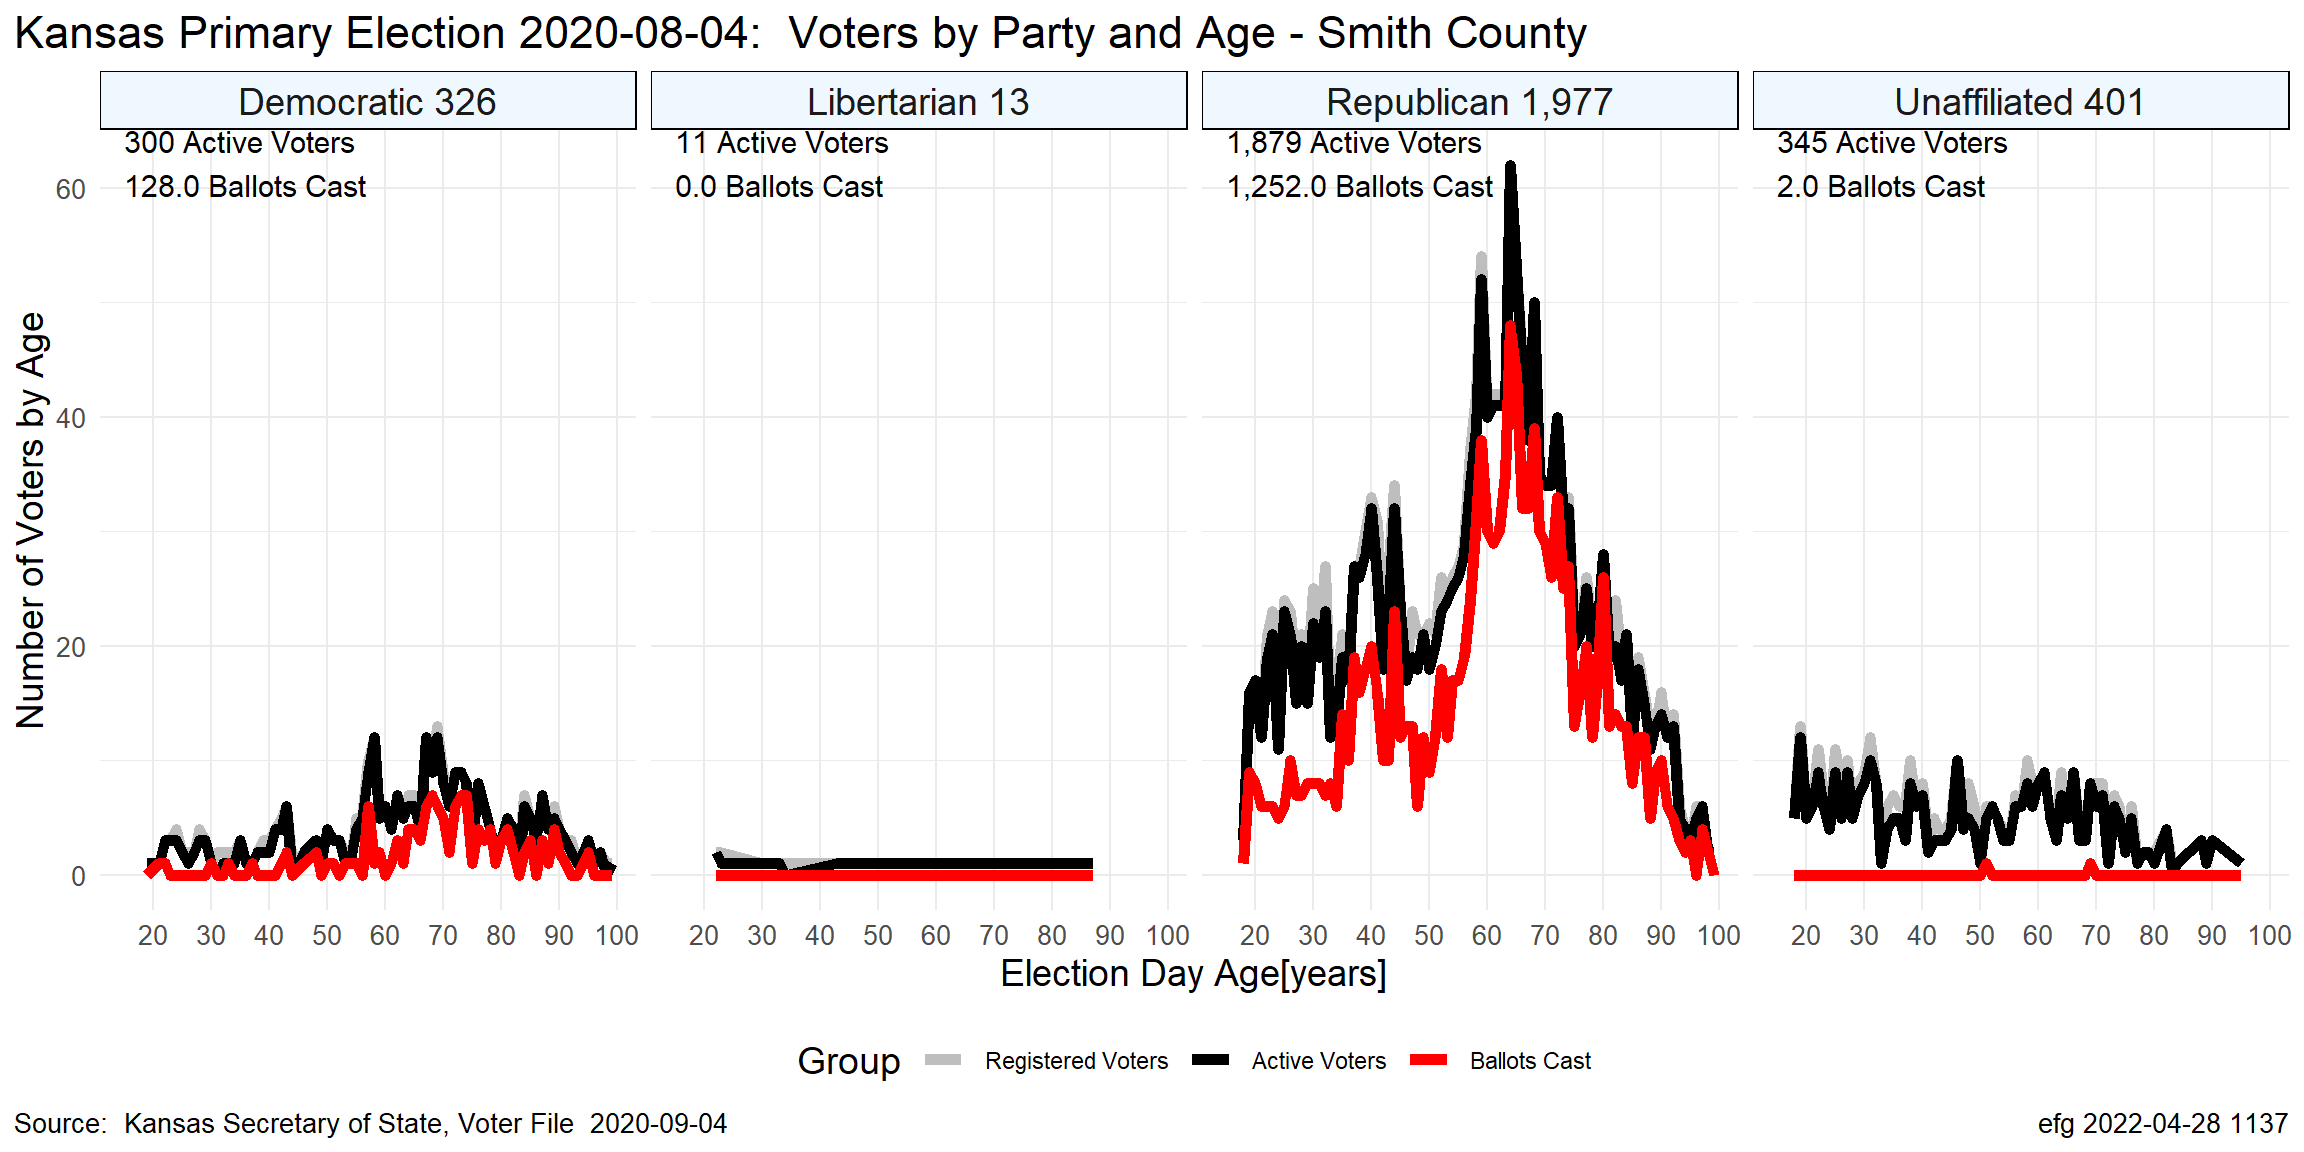 Kansas Primary Election 2020-08-04:  Voters by Party and Age - Smith County
Democratic 326
Libertarian 13
Republican 1,977
Unaffiliated 401
300 Active Voters
128.0 Ballots Cast
11 Active Voters
0.0 Ballots Cast
1,879 Active Voters
1,252.0 Ballots Cast
345 Active Voters
2.0 Ballots Cast
Number of Voters by Age
60
40
20
0
20 30 40 50 60 70 80 90 100
20 30 40 50 60 70 80 90 100
20 30 40 50 60 70 80 90 100
20 30 40 50 60 70 80 90 100
Election Day Age[years]
Group Registered Voters Active Voters Ballots Cast
Source:  Kansas Secretary of State, Voter File  2020-09-04
efg 2022-04-28 1137